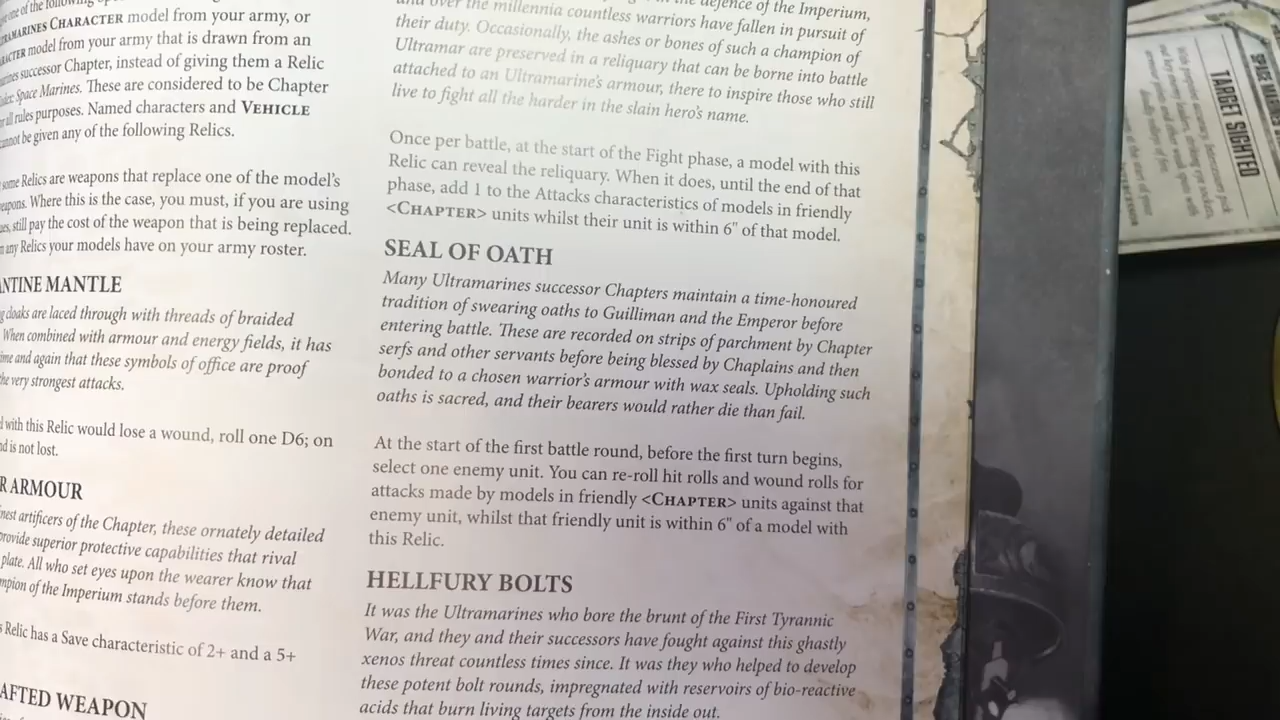 one of the following
CHARACTER model from your army, or
model from your army that is drawn from an
successor Chapter, instead of giving them a Relic
Space Marines. These are considered to be Chapter
rules purposes. Named characters and VEHICLE
cannot be given any of the following Relics.
some Relics are weapons that replace one of the model's
Where this is the case, you must, if you are using
still pay the cost of the weapon that is being replaced.
any Relics your models have on your army roster.
MANTLE
cloaks are laced through with threads of braided
When combined with armour and energy fields, it has
and again that these symbols of office are proof
the very strongest attacks.
with this Relic would lose a wound, roll one D6; on
is not lost.
ARMOUR
artificers of the Chapter, these ornately detailed
provide superior protective capabilities that rival
plate. All who set eyes upon the wearer know that
of the Imperium stands before them.
Relic has a Save characteristic of 2+ and a 5+
WEAPON
defence of the Imperium,
and over the millennia countless warriors have fallen in pursuit of
their duty. Occasionally, the ashes or bones of such a champion of
Ultramar are preserved in a reliquary that can be borne into battle
attached to an Ultramarine's armour, there to inspire those who still
live to fight all the harder in the slain hero's name.
Once per battle, at the start of the Fight phase, a model with this
Relic can reveal the reliquary. When it does, until the end of that
phase, add 1 to the Attacks characteristics of models in friendly
<CHAPTER> units whilst their unit is within 6" of that model.
SEAL OF OATH
Many Ultramarines successor Chapters maintain a time-honoured
tradition of swearing oaths to Guilliman and the Emperor before
entering battle. These are recorded on strips of parchment by Chapter
serfs and other servants before being blessed by Chaplains and then
bonded to a chosen warrior's armour with wax seals. Upholding such
oaths is sacred, and their bearers would rather die than fail.
At the start of the first battle round, before the first turn begins,
select one enemy unit. You can re-roll hit rolls and wound rolls for
attacks made by models in friendly <CHAPTER> units against that
enemy unit, whilst that friendly unit is within 6" of a model with
this Relic.
HELLFURY BOLTS
It was the Ultramarines who bore the brunt of the First Tyrannic
War, and they and their successors have fought against this ghastly
xenos threat countless times since. It was they who helped to develop
these potent bolt rounds, impregnated with reservoirs of bio-reactive
acids that burn living targets from the inside out.
TARGET SIGHTED